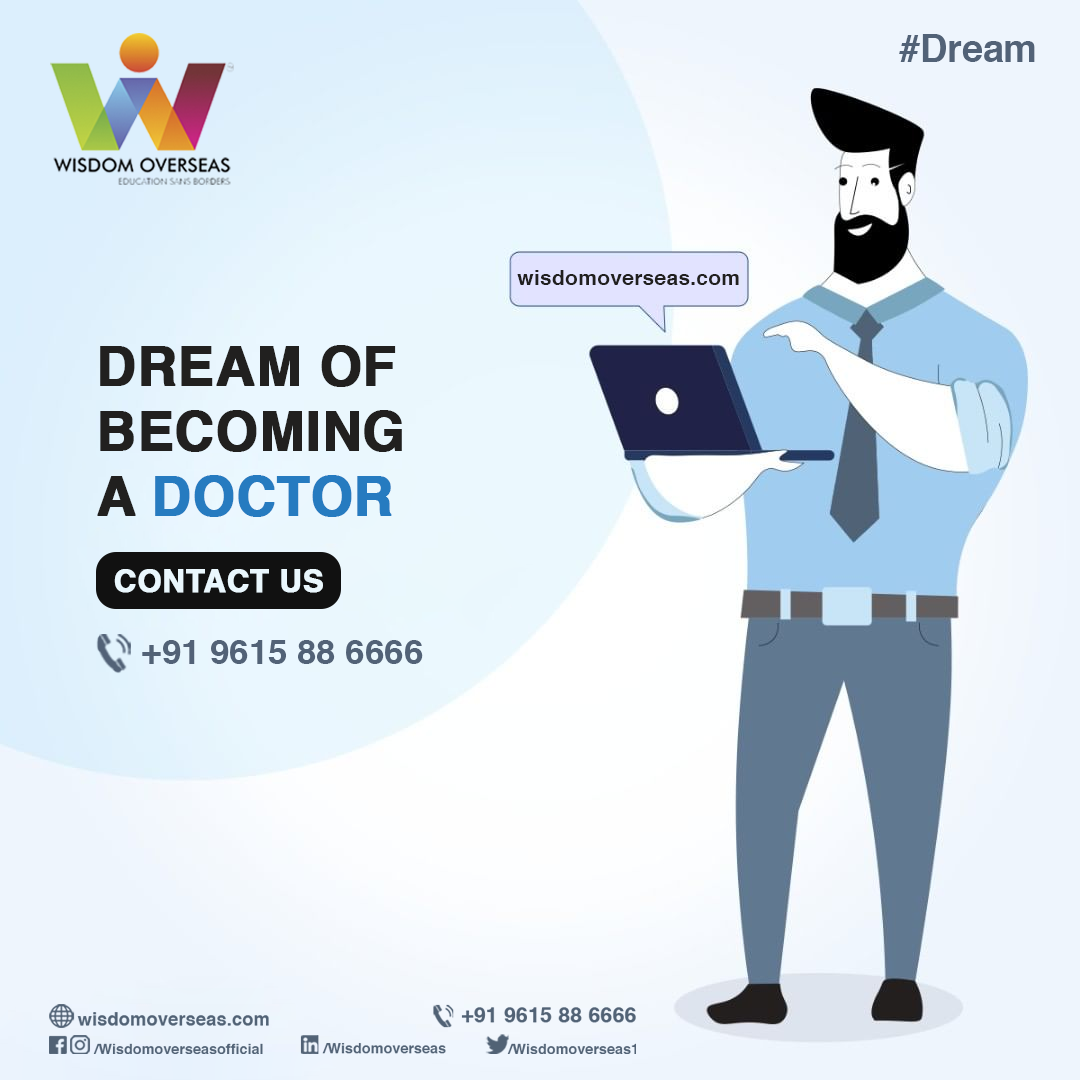 #Dream
WISDOM OVERSEAS
EDUCATION SANS BORDERS
wisdomoverseas.com
DREAM OF
BECOMING
A DOCTOR
CONTACT US
+91 9615 88 6666
wisdomoverseas.com
+91 9615 88 6666
/Wisdomoverseasofficial
/Wisdomoverseas
/Wisdomoverseas1